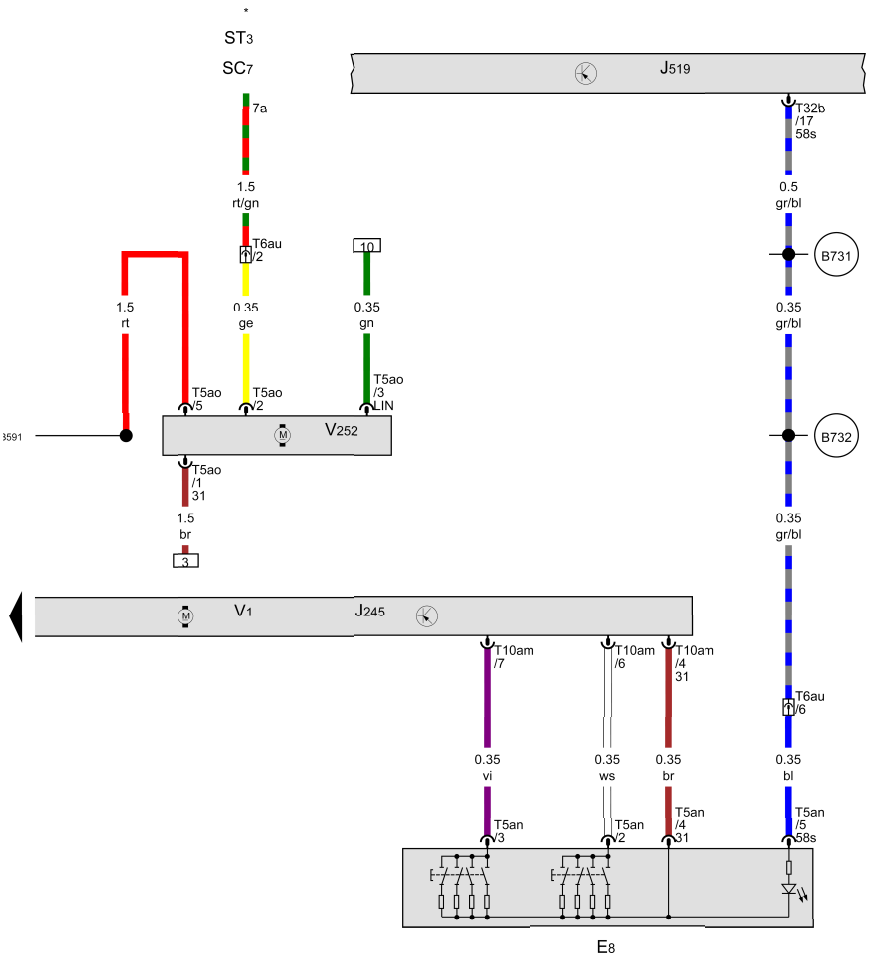 *
ST3
SC7
J519
7a
T32b
/17
58s
1.5
rt/gn
0.5
gr/bl
T6au
/2
10
B731
1.5
rt
0.35
ge
0.35
gn
0.35
gr/bl
T5ao
/5
T5ao
/2
T5ao
/3
LIN
M
V252
B732
T5ao
/1
31
1.5
br
0.35
gr/bl
3
M
V1
J245
T10am
/7
T10am
/6
T10am
/4
31
T6au
/6
0.35
vi
0.35
ws
0.35
br
0.35
bl
T5an
/3
T5an
/2
T5an
/4
31
T5an
/5
58s
E8